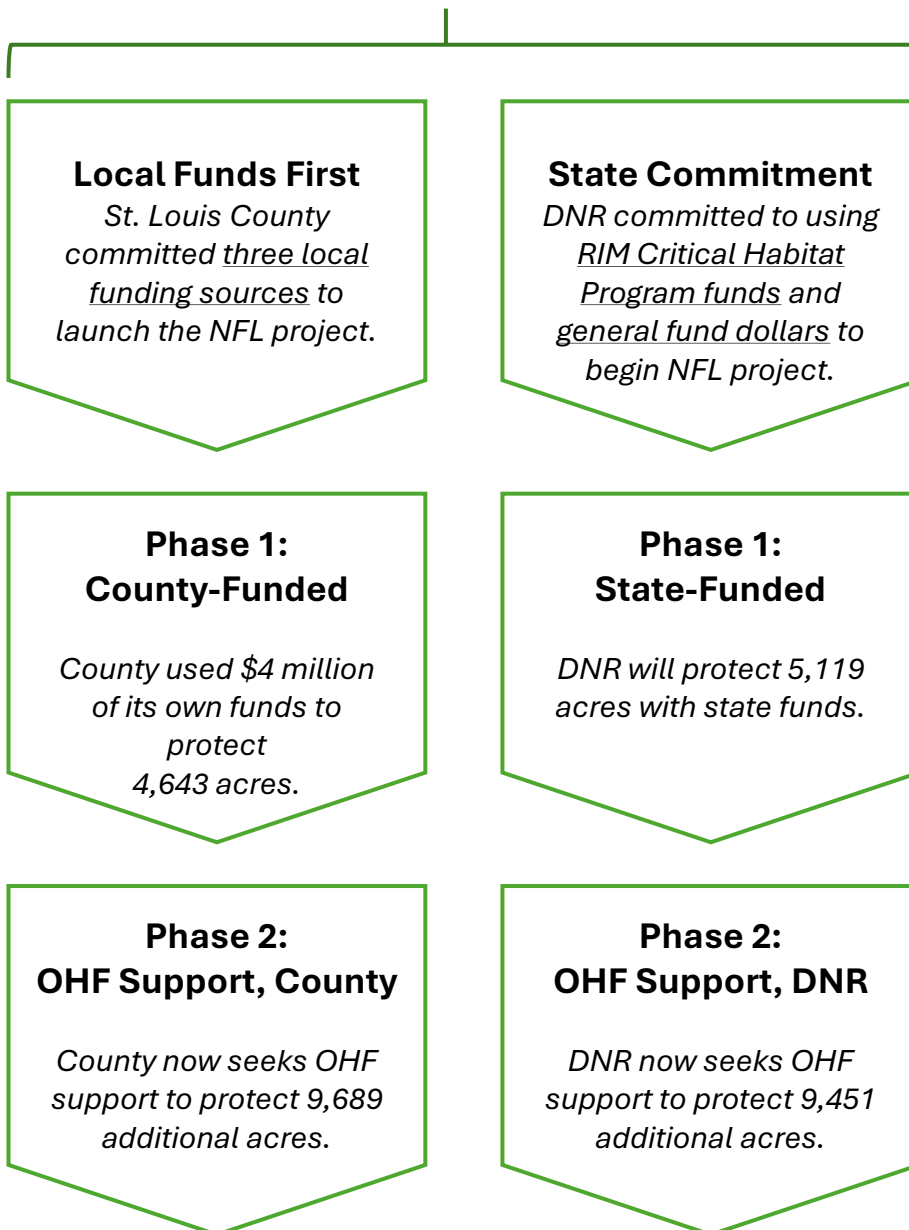 Local Funds First
St. Louis County
committed three local
funding sources to
launch the NFL project.
State Commitment
DNR committed to using
RIM Critical Habitat
Program funds and
general fund dollars to
begin NFL project.
Phase 1:
County-Funded
County used $4 million
of its own funds to
protect
4,643 acres.
Phase 1:
State-Funded
DNR will protect 5,119
acres with state funds.
Phase 2:
OHF Support, County
County now seeks OHF
support to protect 9,689
additional acres.
Phase 2:
OHF Support, DNR
DNR now seeks OHF
support to protect 9,451
additional acres.